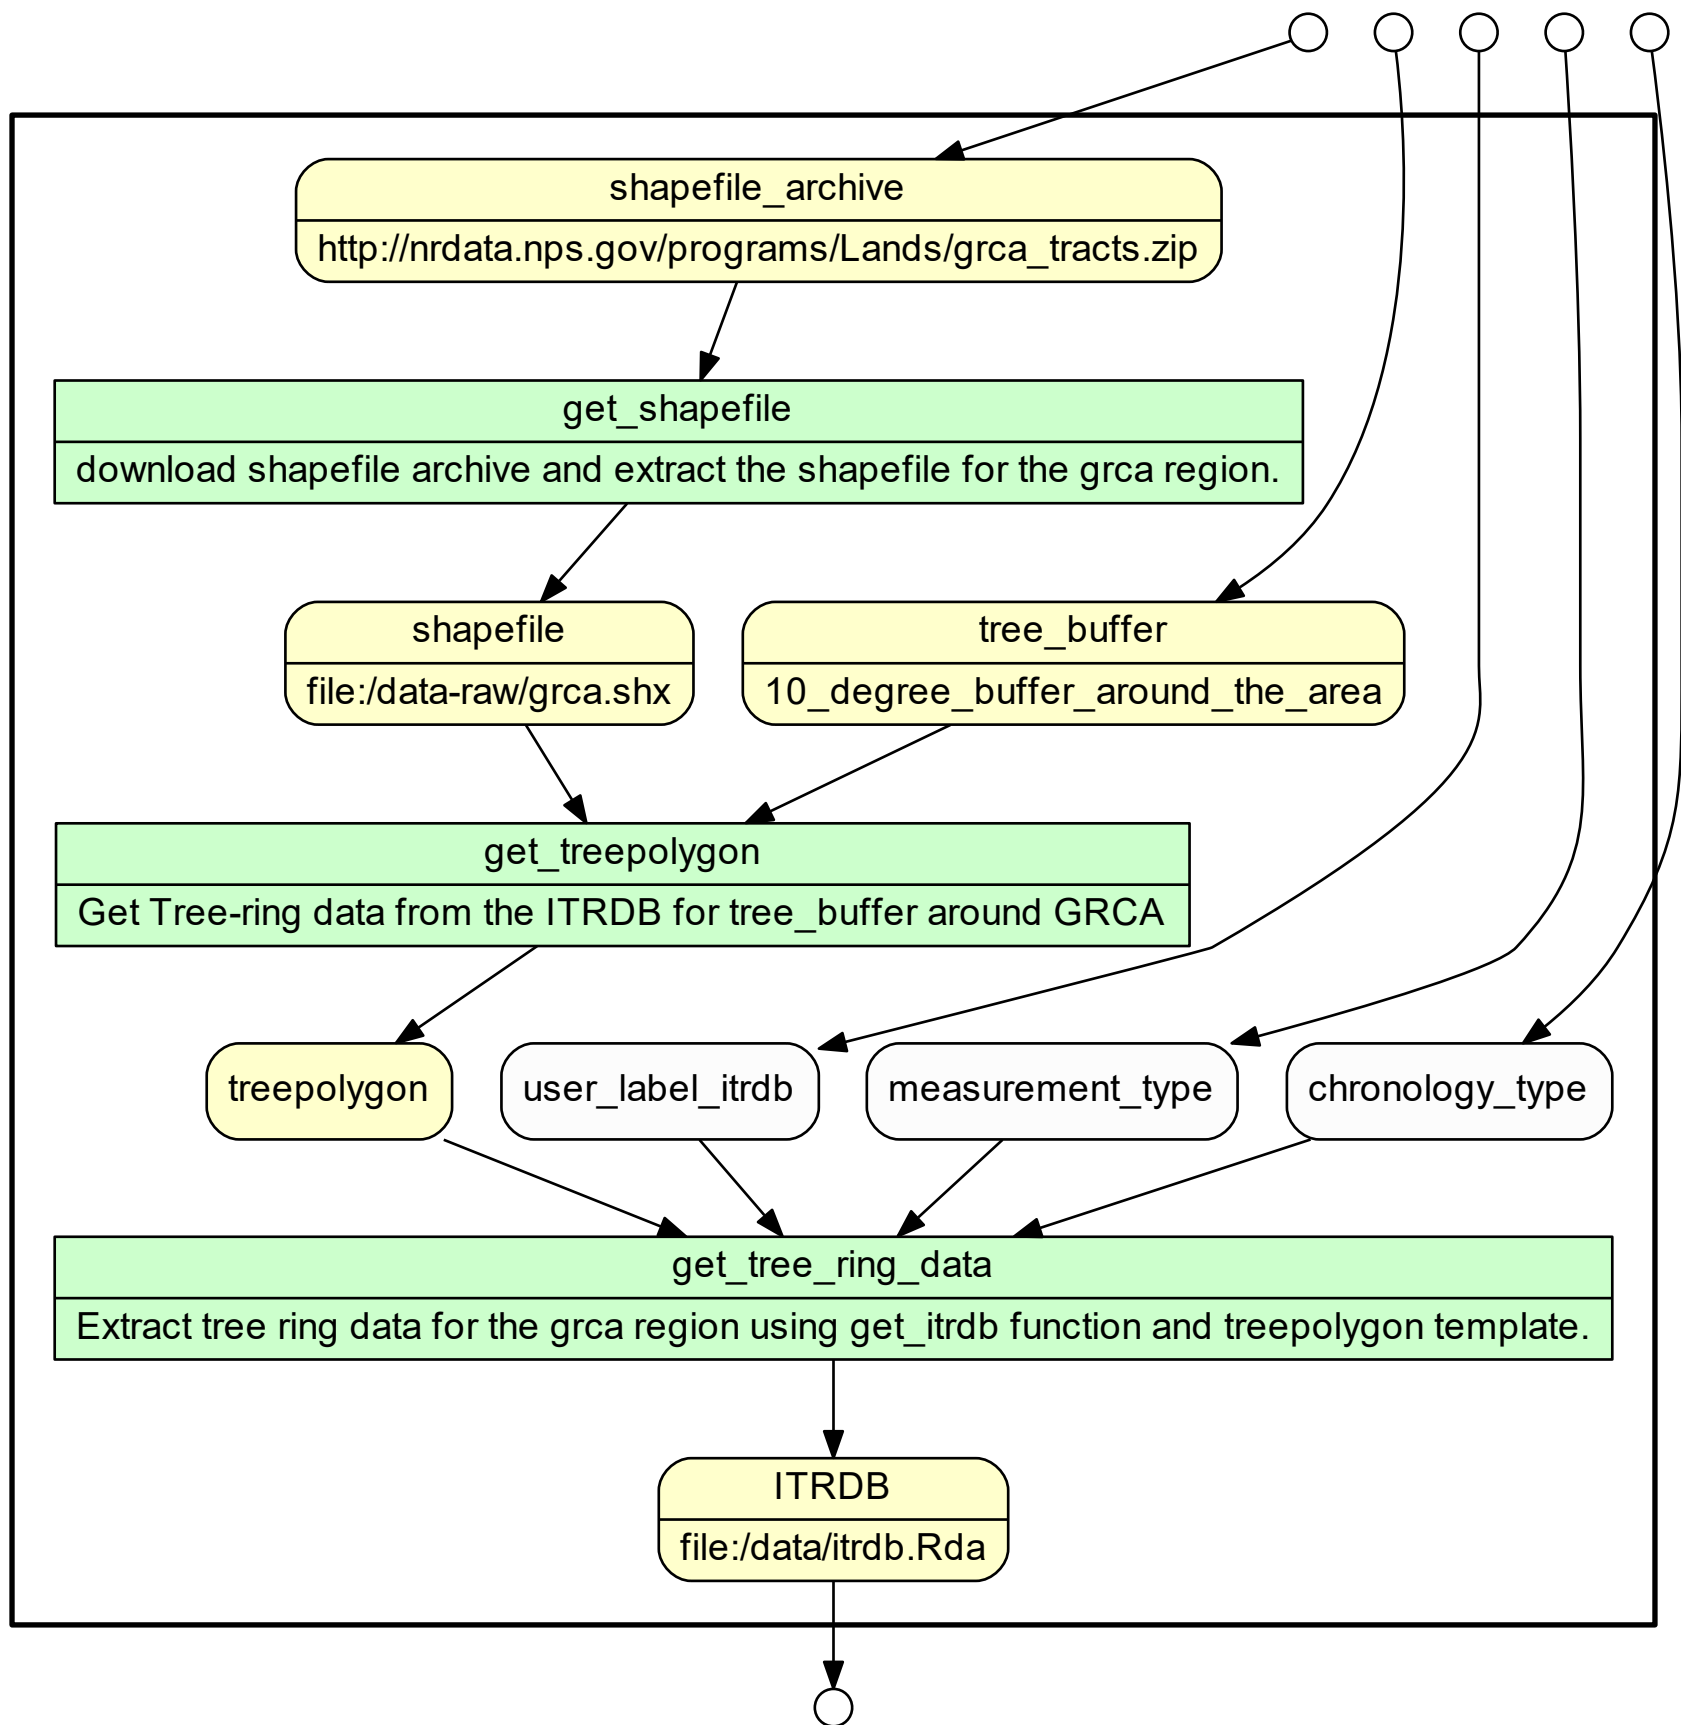 shapefile_archive
http://nrdata.nps.gov/programs/Lands/grca_tracts.zip
get_shapefile
download shapefile archive and extract the shapefile for the grca region.
shapefile
file:/data-raw/grca.shx
tree_buffer
10_degree_buffer_around_the_area
get_treepolygon
Get Tree-ring data from the ITRDB for tree_buffer around GRCA
treepolygon
user_label_itrdb
measurement_type
chronology_type
get_tree_ring_data
Extract tree ring data for the grca region using get_itrdb function and treepolygon template.
ITRDB
file:/data/itrdb.Rda